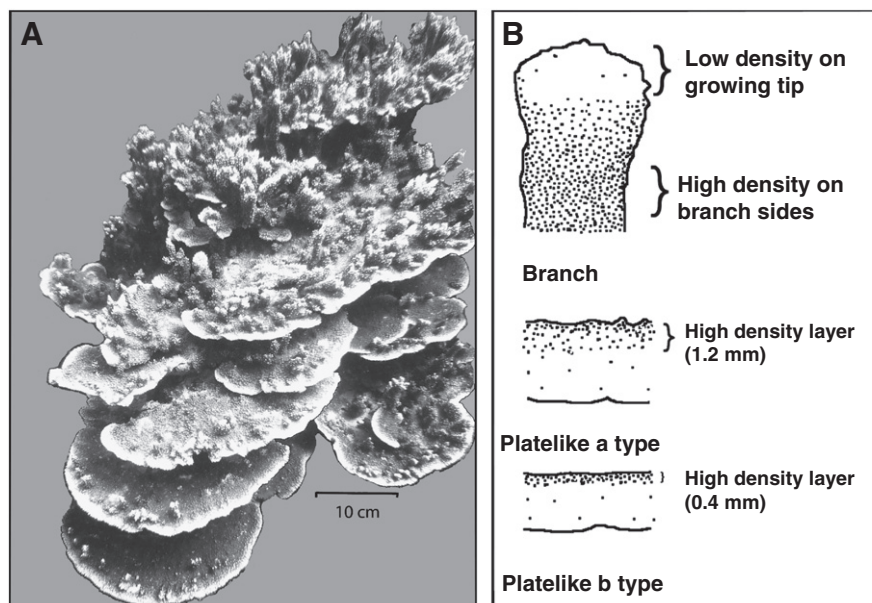 A
10 cm
B
Low density on
growing tip
High density on
branch sides
Branch
High density layer
(1.2 mm)
Platelike a type
High density layer
(0.4 mm)
Platelike b type